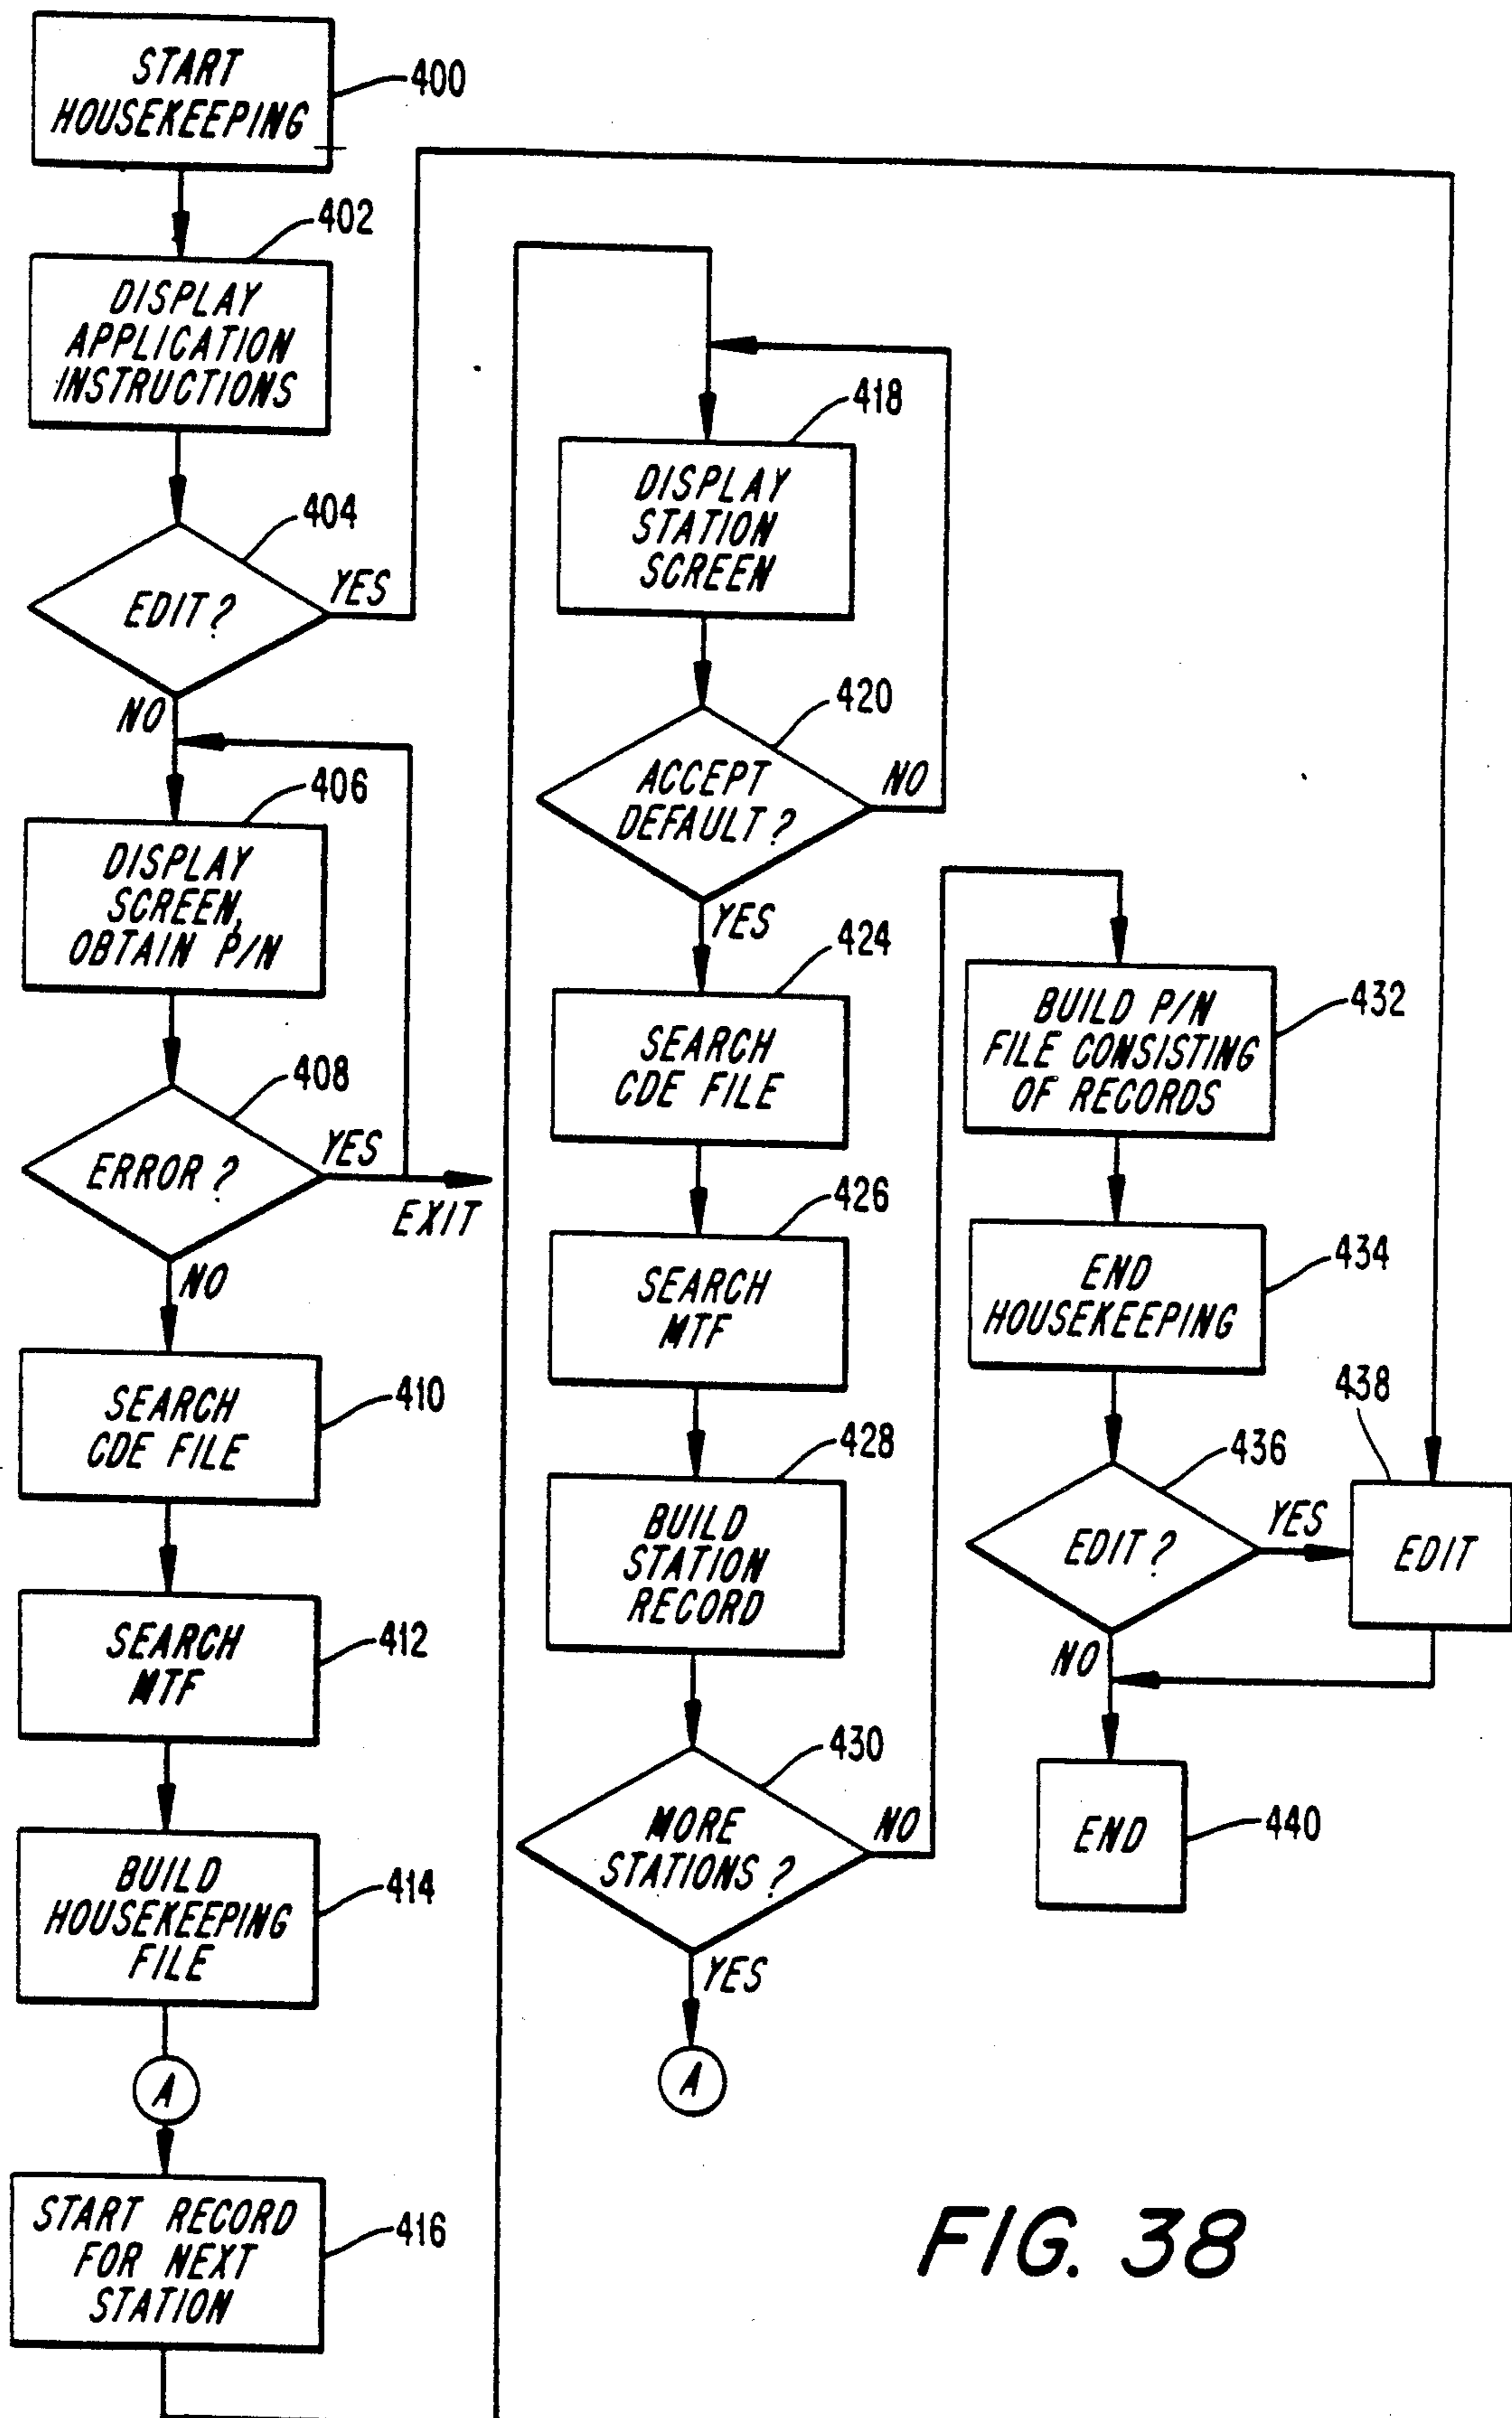 START
HOUSEKEEPING
400
402
DISPLAY
APPLICATION
INSTRUCTIONS
404
EDIT?
YES
NO
406
DISPLAY
SCREEN,
OBTAIN P/N
408
ERROR?
YES
EXIT
NO
SEARCH
CDE FILE
410
SEARCH
MTF
412
BUILD
HOUSEKEEPING
FILE
414
A
START RECORD
FOR NEXT
STATION
416
418
DISPLAY
STATION
SCREEN
420
ACCEPT
DEFAULT?
NO
YES
424
SEARCH
CDE FILE
426
SEARCH
MTF
428
BUILD
STATION
RECORD
430
MORE
STATIONS?
NO
YES
A
BUILD P/N
FILE CONSISTING
OF RECORDS
432
END
HOUSEKEEPING
434
436
EDIT?
YES
NO
438
EDIT
END
440
FIG. 38